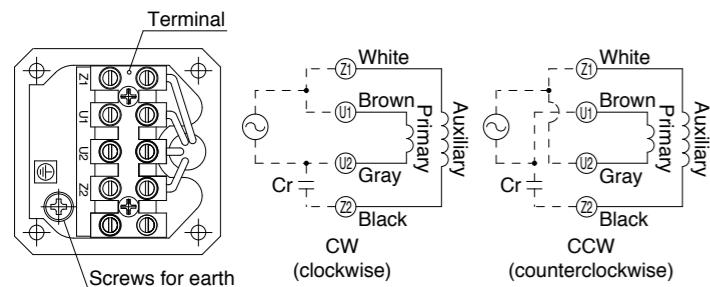 Terminal
Z1
U1
U2
Z2
Screws for earth
Z1 White
U1 Brown
Primary
Auxiliary
U2 Gray
Cr
Z2 Black
CW
(clockwise)
Z1 White
U1 Brown
Primary
Auxiliary
U2 Gray
Cr
Z2 Black
CCW
(counterclockwise)